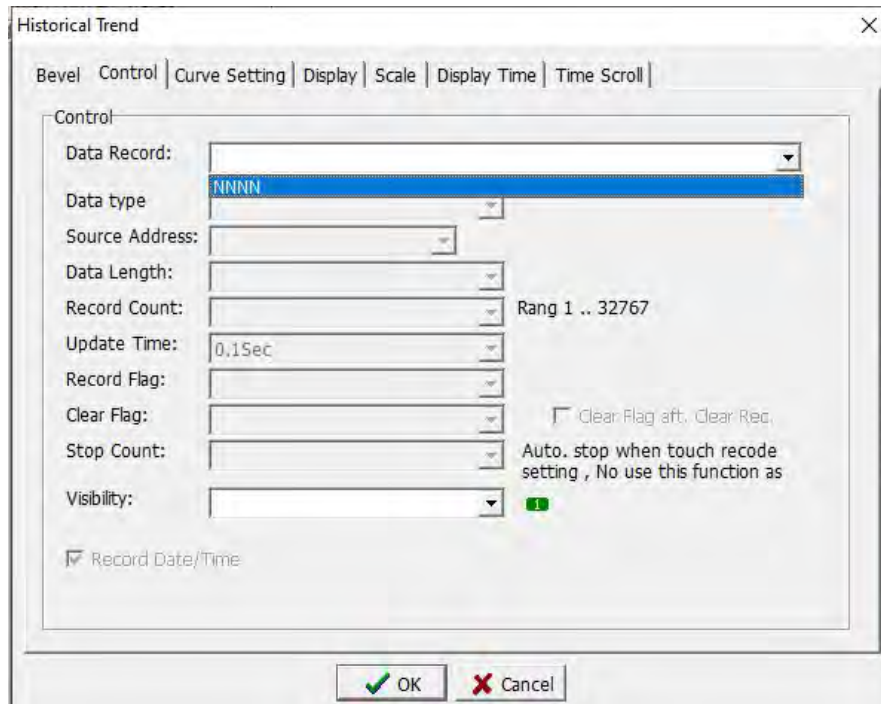 Historical Trend
Bevel Control Curve Setting Display Scale Display Time Time Scroll
Control
Data Record:
NNNN
Data type
Source Address:
Data Length:
Record Count: Rang 1 .. 32767
Update Time: 0.1Sec
Record Flag:
Clear Flag: Clear Flag aft. Clear Rec.
Stop Count: Auto. stop when touch recode
setting , No use this function as
Visibility: 1
Record Date/Time
OK Cancel